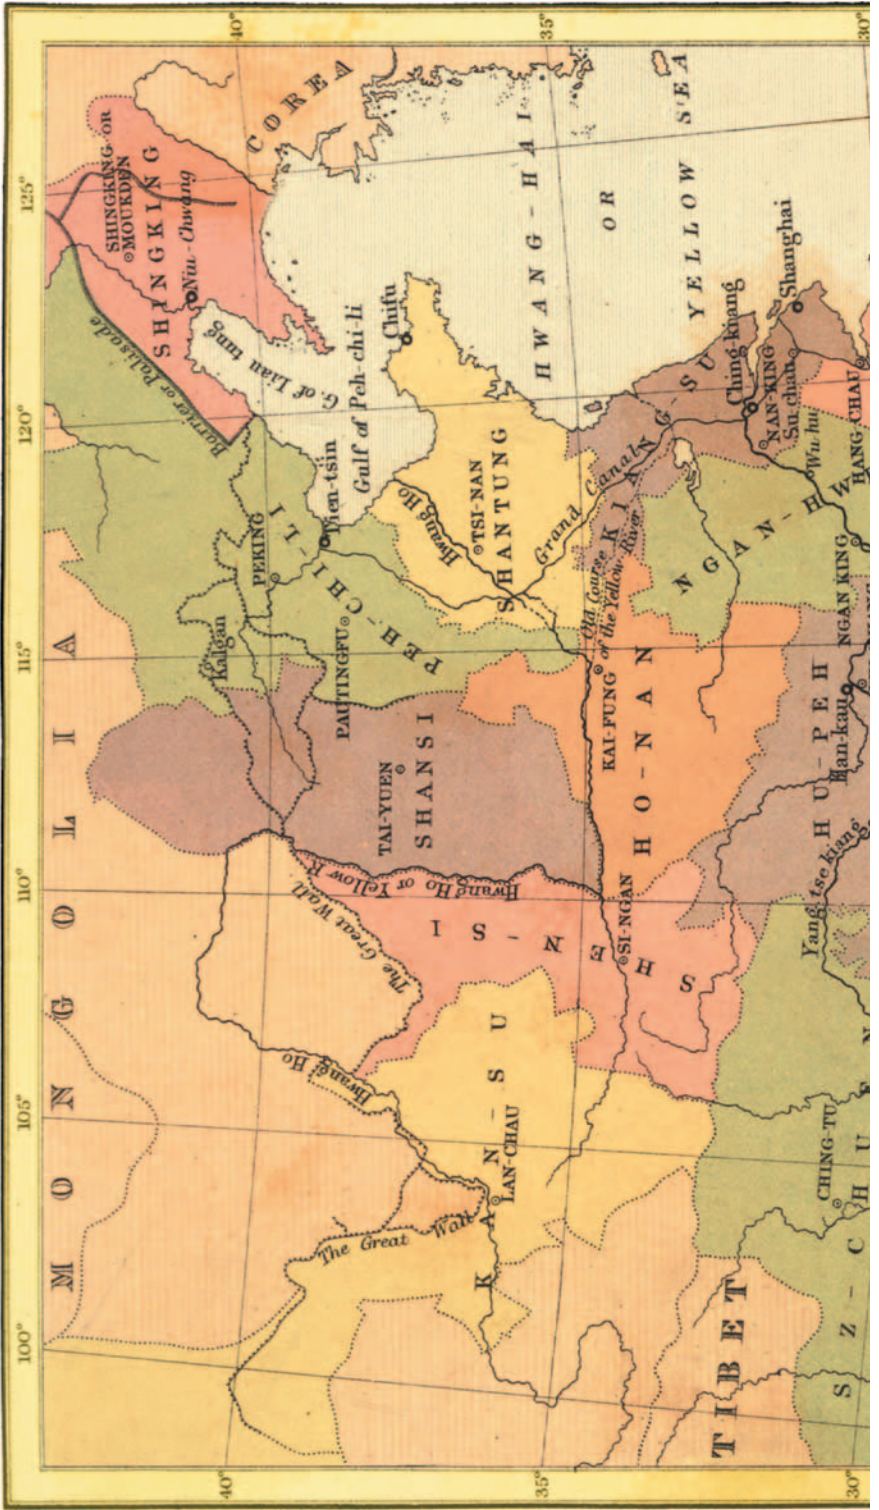 100°
105°
110°
115°
120°
125°
40°
35°
30°
40°
35°
30°
MONGOLIA
Barrier or Palisade
SHINGKING OR
MOUKDEN
SHINGKING
Niu-Chwang
COREA
G. of Liau tung
Gulf of Peh-chi-li
Chifu
HWANG-HAI
OR
YELLOW SEA
Kalgan
PEKING
Tien-tsin
PEH-CHI-LI
PAUTINGFU
TAI-YUEN
SHANSI
Hwang Ho
TSI-NAN
SHANTUNG
Grand Canal
Old Course
of the Yellow River
KIANG-SU
Ching-kiang
NAN-KING
Su-chau
Shanghai
Wu-hu
HANG-CHAU
NGAN-HW
NGAN KING
KAI-FUNG
HO-NAN
HU-PEH
Han-kau
Yang tse kiang
The Great Wall
Hwang Ho or Yellow R.
SHEN-SI
SI-NGAN
Hwang Ho
The Great Wall
KAN-SU
LAN-CHAU
CHING-TU
SZ-CHUEN
TIBET